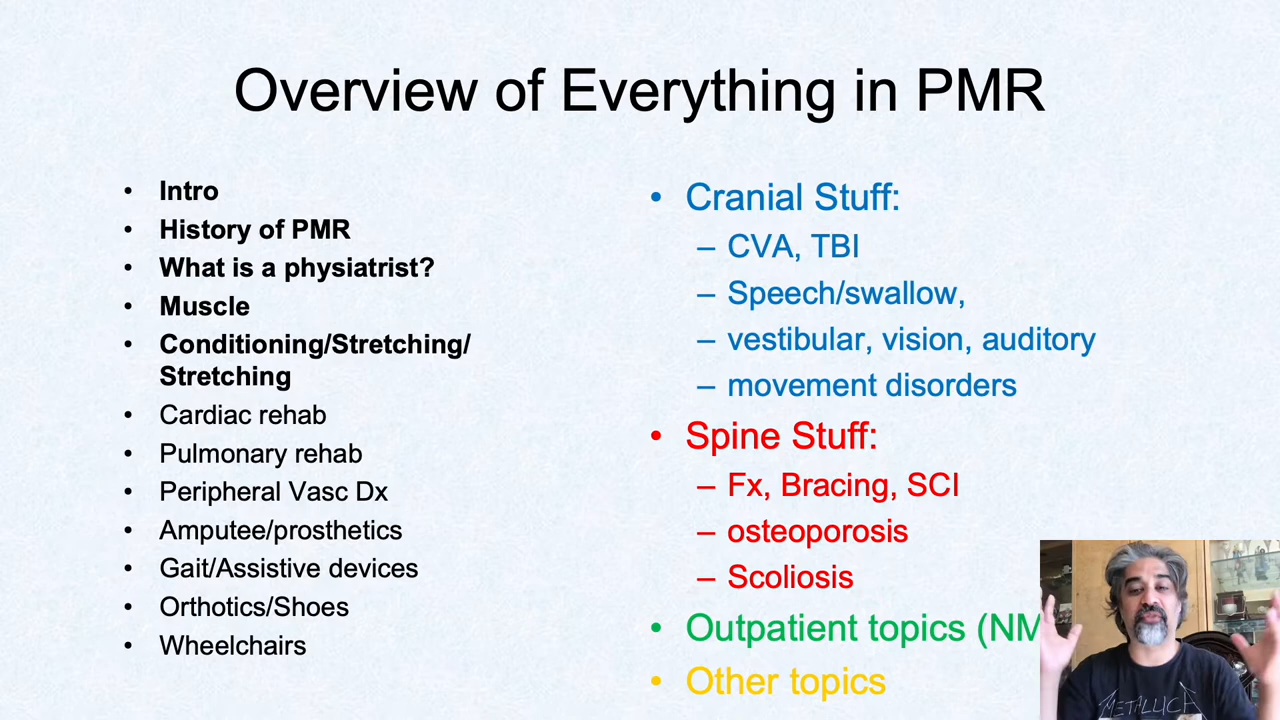 Overview of Everything in PMR
• Intro
• History of PMR
• What is a physiatrist?
• Muscle
• Conditioning/Stretching/
Stretching
• Cardiac rehab
• Pulmonary rehab
• Peripheral Vasc Dx
• Amputee/prosthetics
• Gait/Assistive devices
• Orthotics/Shoes
• Wheelchairs
• Cranial Stuff:
– CVA, TBI
– Speech/swallow,
– vestibular, vision, auditory
– movement disorders
• Spine Stuff:
– Fx, Bracing, SCI
– osteoporosis
– Scoliosis
• Outpatient topics (NM
• Other topics
METALLICA